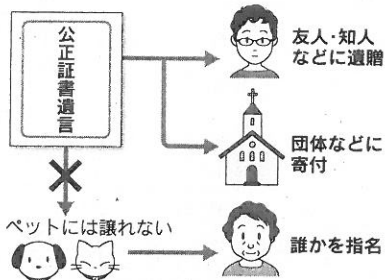 公正証書遺言
友人・知人
などに遺贈
団体などに
寄付
ペットには譲れない
誰かを指名